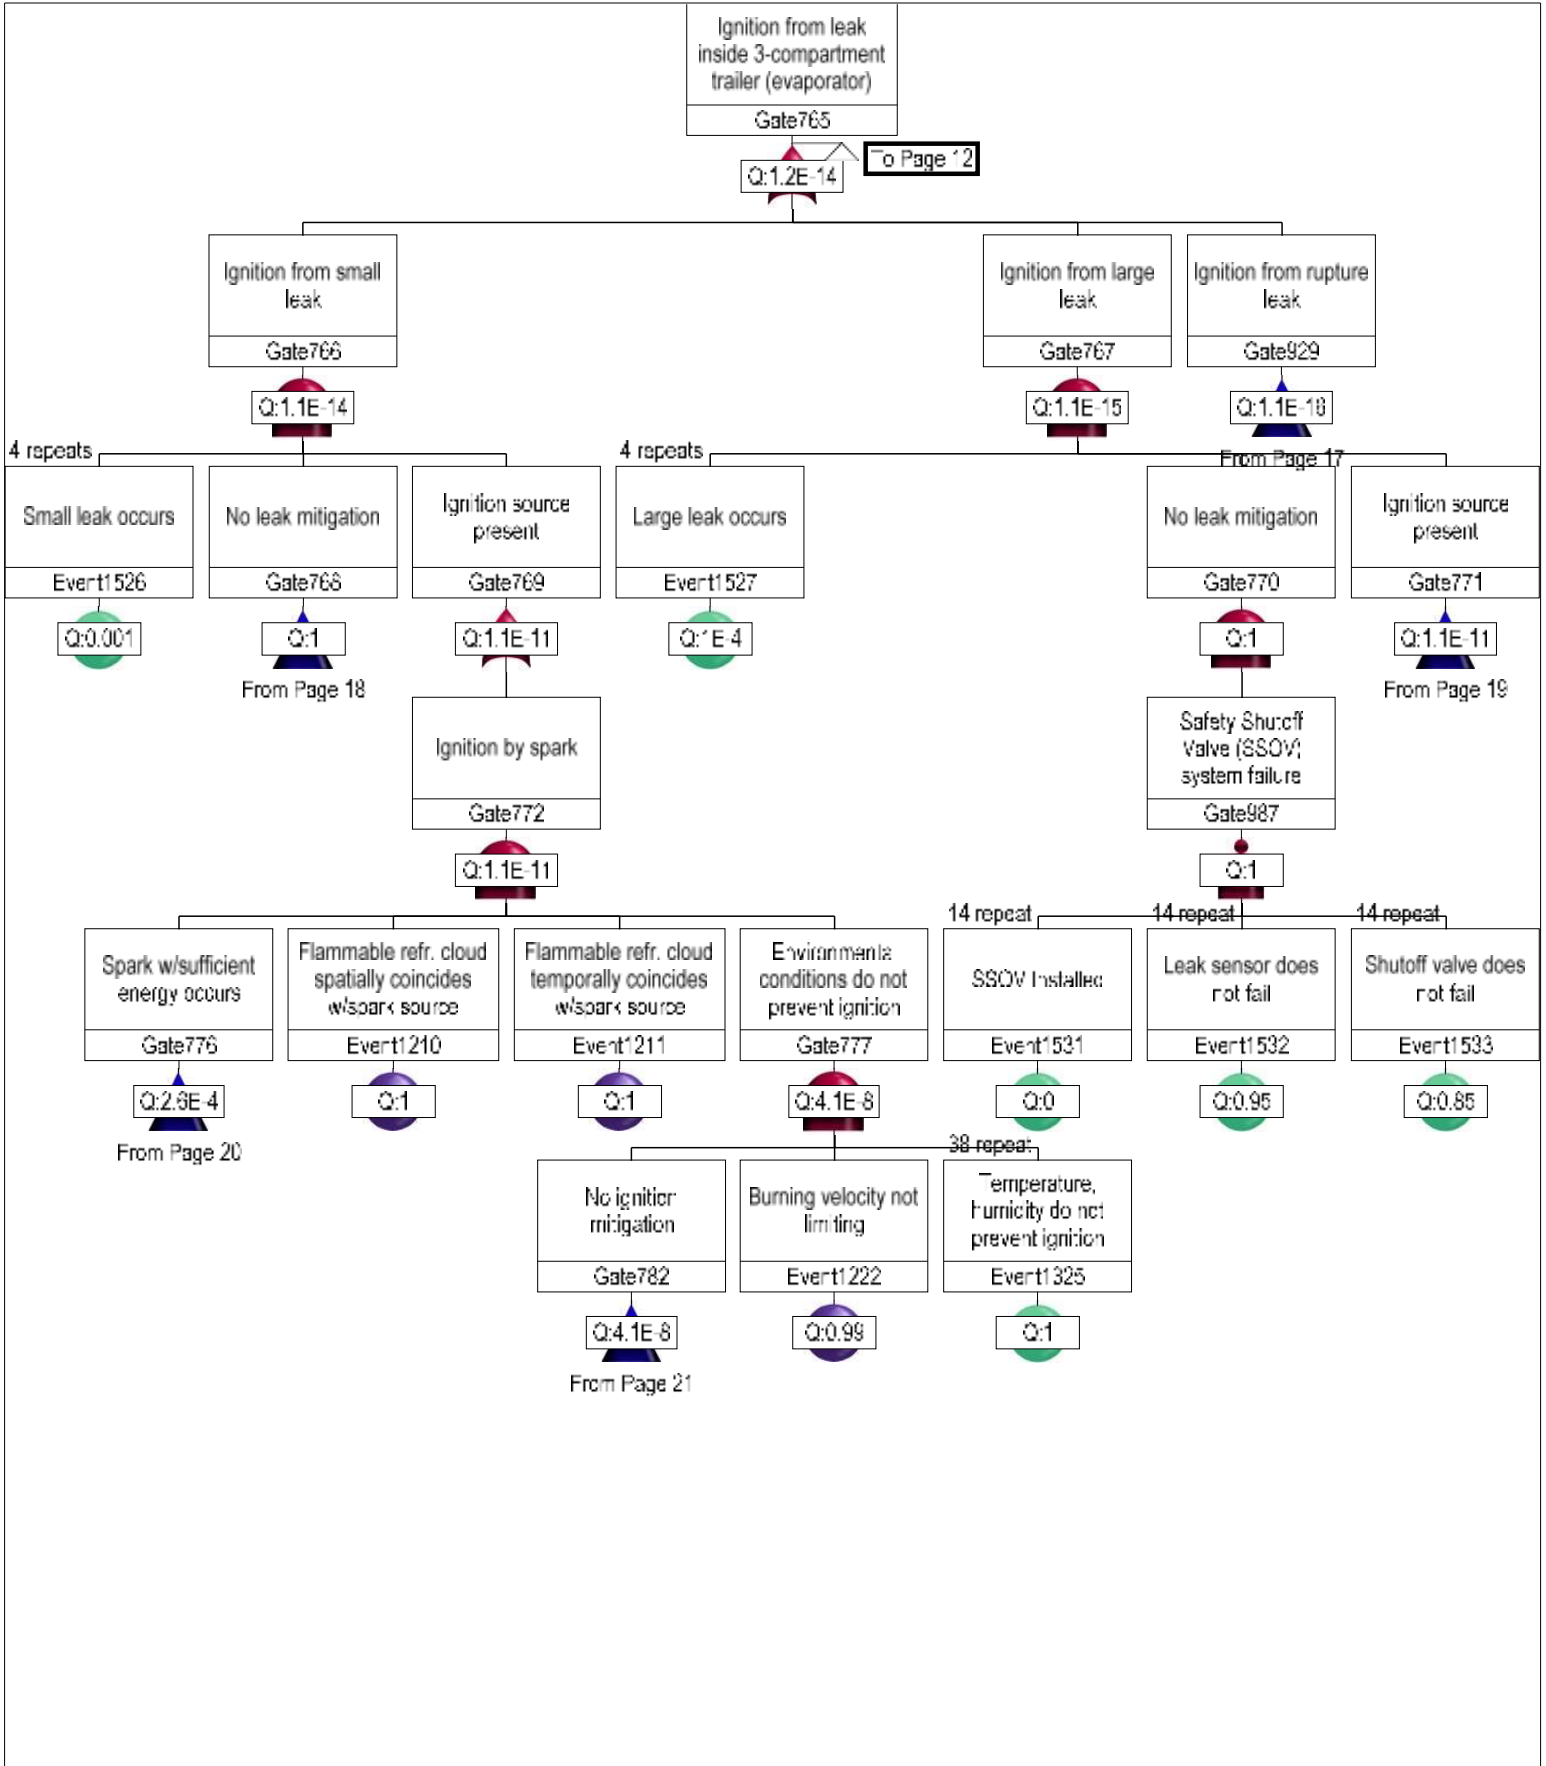 Ignition from leak
inside 3-compartment
trailer (evaporator)
Gate765
To Page 12
Q:1.2E-14
Ignition from small
leak
Gate766
Q:1.1E-14
Ignition from large
leak
Gate767
Q:1.1E-15
Ignition from rupture
leak
Gate929
Q:1.1E-18
From Page 17
4 repeats
Small leak occurs
Event1526
Q:0.001
No leak mitigation
Gate768
Q:1
From Page 18
Ignition source
present
Gate769
Q:1.1E-11
4 repeats
Large leak occurs
Event1527
Q:1E-4
No leak mitigation
Gate770
Q:1
Ignition source
present
Gate771
Q:1.1E-11
From Page 19
Ignition by spark
Gate772
Q:1.1E-11
Safety Shutoff
Valve (SSOV)
system failure
Gate987
Q:1
Spark w/sufficient
energy occurs
Gate776
Q:2.6E-4
From Page 20
Flammable refr. cloud
spatially coincides
w/spark source
Event1210
Q:1
Flammable refr. cloud
temporally coincides
w/spark source
Event1211
Q:1
Environmental
conditions do not
prevent ignition
Gate777
Q:4.1E-8
14 repeat
SSOV Installed
Event1531
Q:0
14 repeat
Leak sensor does
not fail
Event1532
Q:0.95
14 repeat
Shutoff valve does
not fail
Event1533
Q:0.85
No ignition
mitigation
Gate782
Q:4.1E-8
From Page 21
Burning velocity not
limiting
Event1222
Q:0.99
38 repeat
Temperature,
humidity do not
prevent ignition
Event1325
Q:1